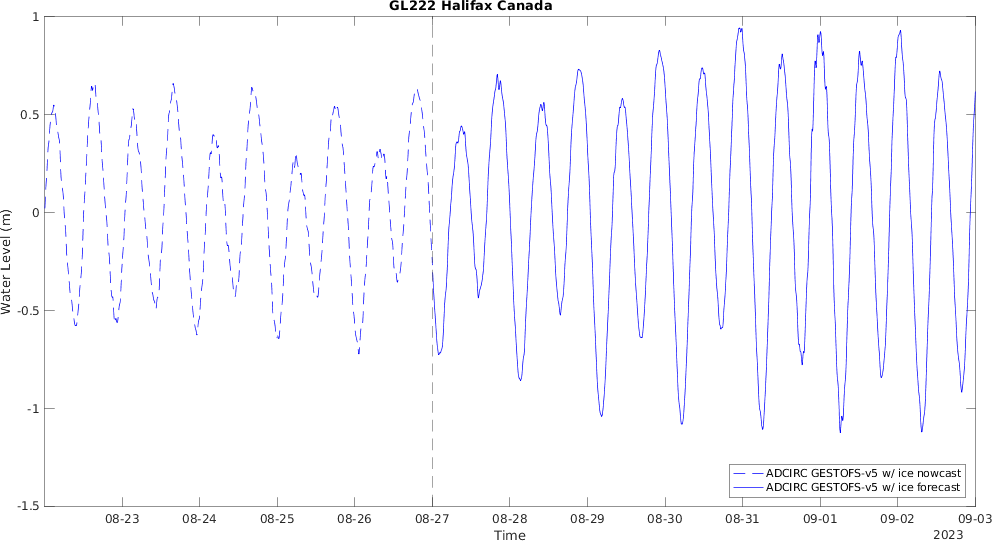 GL222 Halifax Canada
1
0.5
0
-0.5
-1
-1.5
Water Level (m)
ADCIRC GESTOFS-v5 w/ ice nowcast
ADCIRC GESTOFS-v5 w/ ice forecast
08-23 08-24 08-25 08-26 08-27 08-28 08-29 08-30 08-31 09-01 09-02 09-03
Time
2023